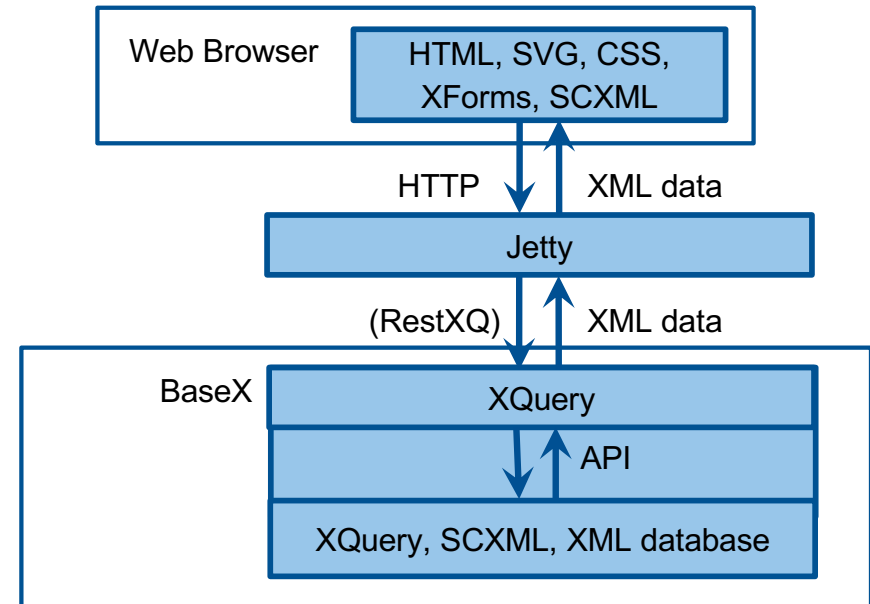 Web Browser
HTML, SVG, CSS,
XForms, SCXML
HTTP
XML data
Jetty
(RestXQ)
XML data
BaseX
XQuery
API
XQuery, SCXML, XML database